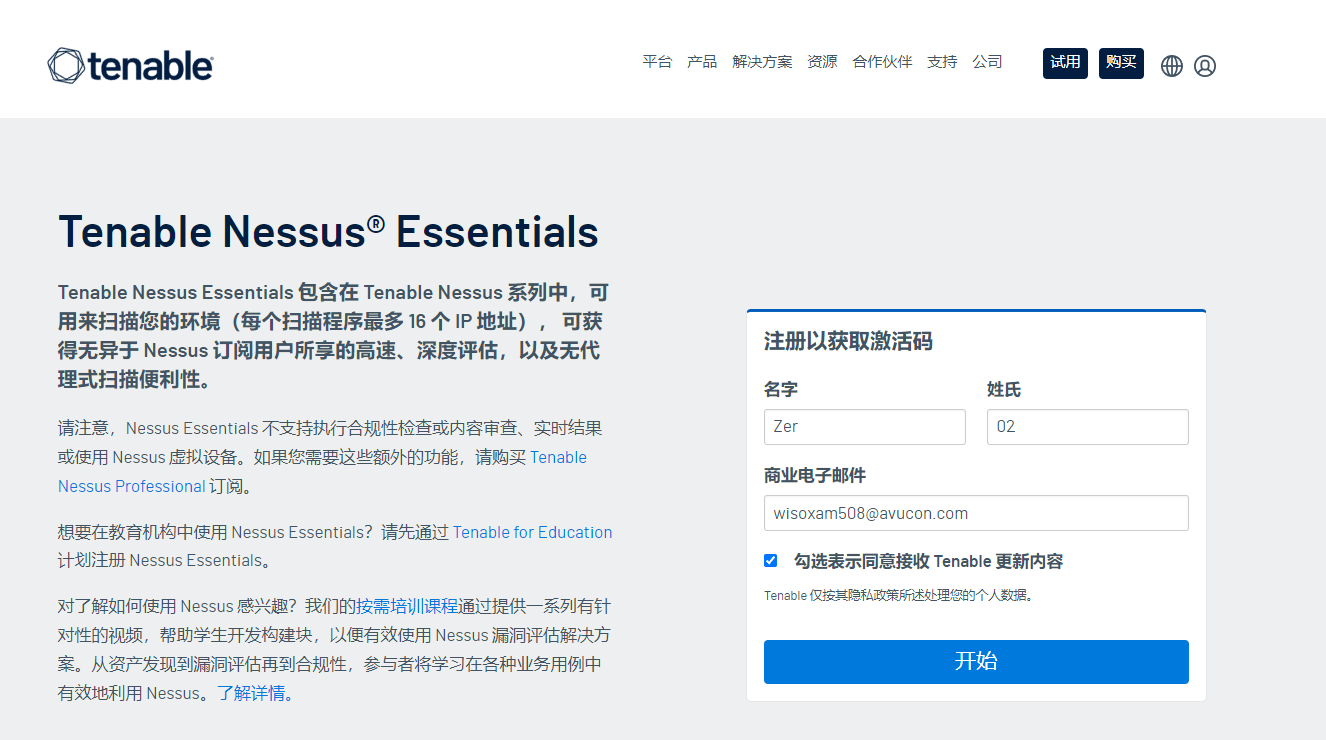 tenable
平台 产品 解决方案 资源 合作伙伴 支持 公司 试用 购买
Tenable Nessus® Essentials
Tenable Nessus Essentials 包含在 Tenable Nessus 系列中，可
用来扫描您的环境（每个扫描程序最多 16 个 IP 地址）， 可获
得无异于 Nessus 订阅用户所享的高速、深度评估，以及无代
理式扫描便利性。
请注意，Nessus Essentials 不支持执行合规性检查或内容审查、实时结果
或使用 Nessus 虚拟设备。如果您需要这些额外的功能，请购买 Tenable
Nessus Professional 订阅。
想要在教育机构中使用 Nessus Essentials？请先通过 Tenable for Education
计划注册 Nessus Essentials。
对了解如何使用 Nessus 感兴趣？我们的按需培训课程通过提供一系列有针
对性的视频，帮助学生开发构建块，以便有效使用 Nessus 漏洞评估解决方
案。从资产发现到漏洞评估再到合规性，参与者将学习在各种业务用例中
有效地利用 Nessus。了解详情。
注册以获取激活码
名字 姓氏
Zer 02
商业电子邮件
wisoxam508@avucon.com
勾选表示同意接收 Tenable 更新内容
Tenable 仅按其隐私政策所述处理您的个人数据。
开始